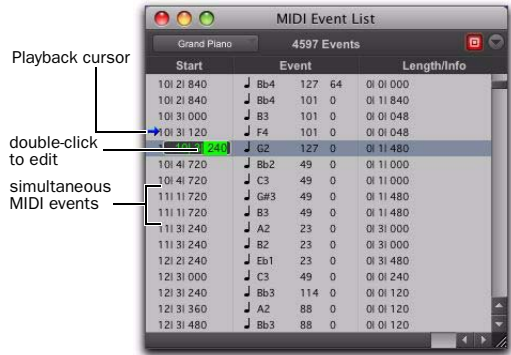 MIDI Event List
Grand Piano 4597 Events
Start Event Length/Info
Playback cursor
double-click
to edit
simultaneous
MIDI events
10| 2| 840 Bb4 127 64 0| 0| 000
10| 2| 840 Bb4 101 0 0| 1| 840
10| 3| 000 B3 101 0 0| 0| 048
10| 3| 120 F4 101 0 0| 0| 048
240 G2 127 0 0| 1| 480
10| 4| 720 Bb2 49 0 0| 1| 000
10| 4| 720 C3 49 0 0| 1| 000
11| 1| 720 G#3 49 0 0| 1| 480
11| 1| 720 B3 49 0 0| 1| 480
11| 3| 240 A2 23 0 0| 3| 000
11| 3| 240 B2 23 0 0| 3| 000
12| 2| 240 Eb1 23 0 0| 3| 480
12| 3| 000 C3 49 0 0| 0| 240
12| 3| 240 Bb3 114 0 0| 0| 120
12| 3| 360 A2 88 0 0| 0| 120
12| 3| 480 Bb3 88 0 0| 0| 120